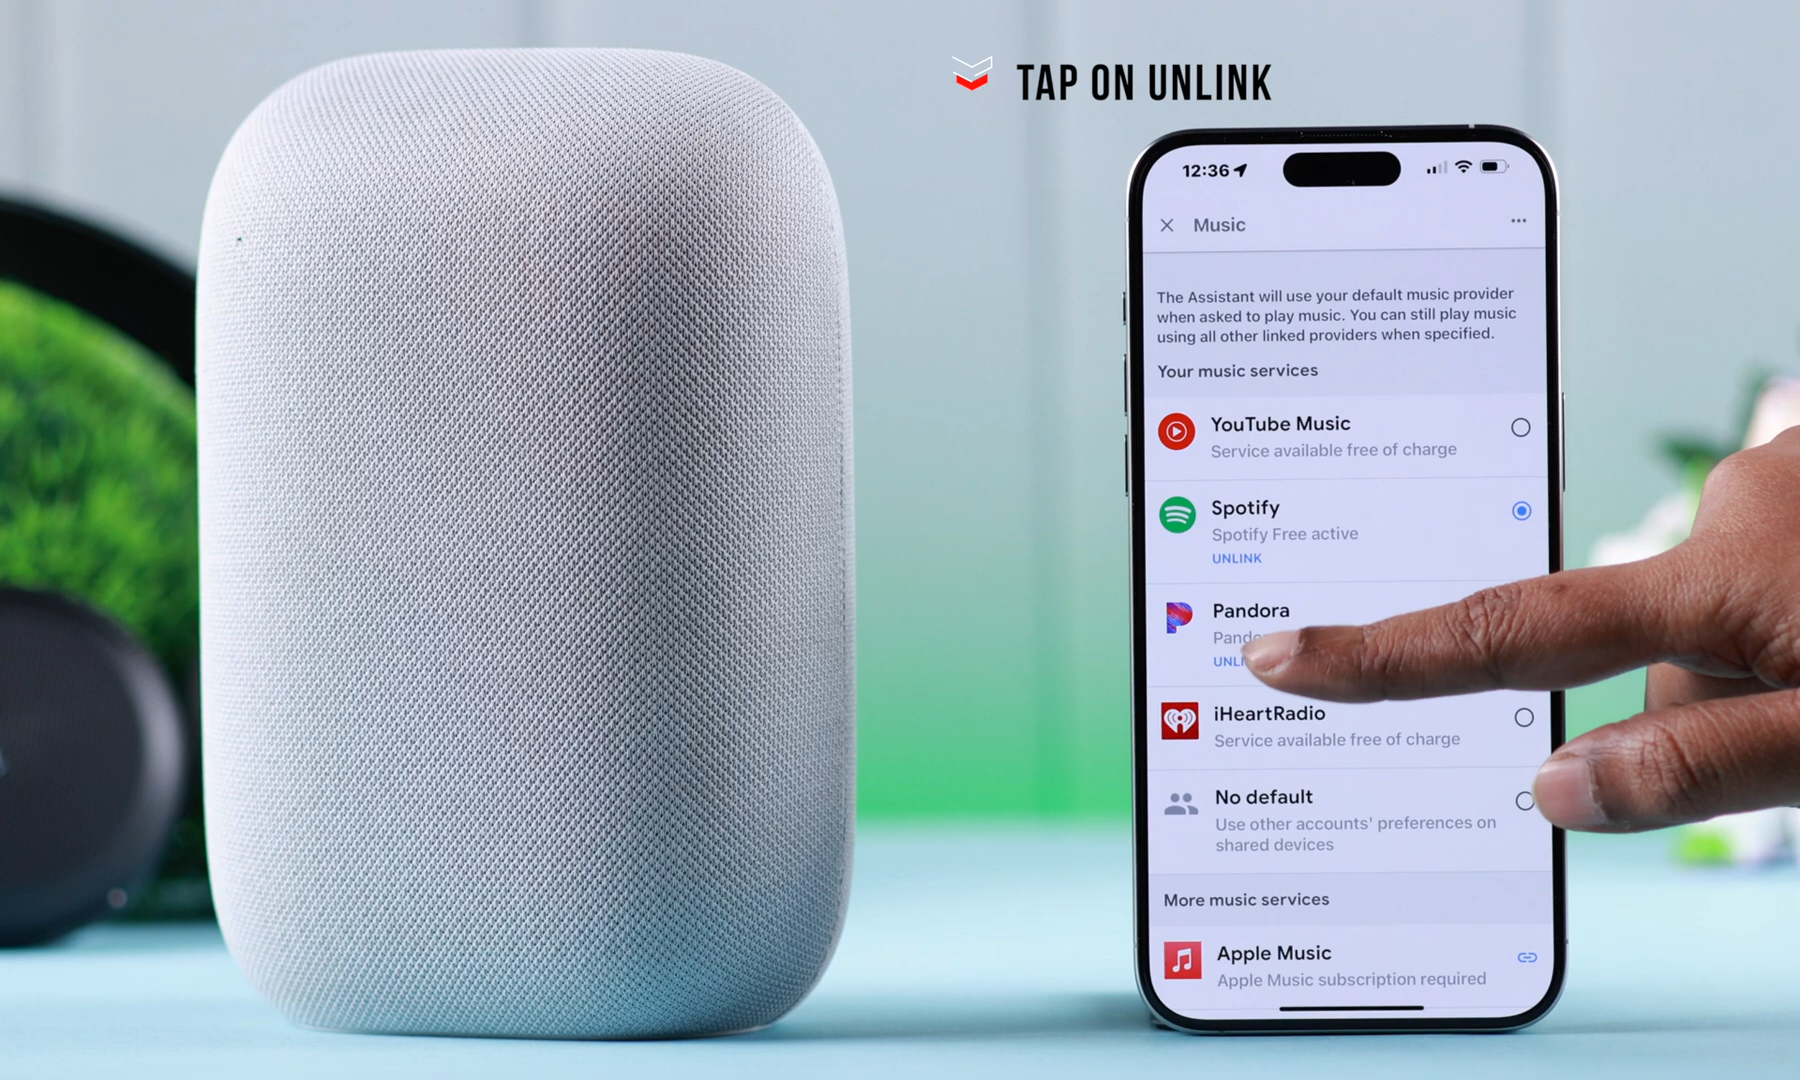 TAP ON UNLINK
12:36
Music
The Assistant will use your default music provider
when asked to play music. You can still play music
using all other linked providers when specified.
Your music services
YouTube Music
Service available free of charge
Spotify
Spotify Free active
UNLINK
Pandora
iHeartRadio
Service available free of charge
No default
Use other accounts' preferences on
shared devices
More music services
Apple Music
Apple Music subscription required